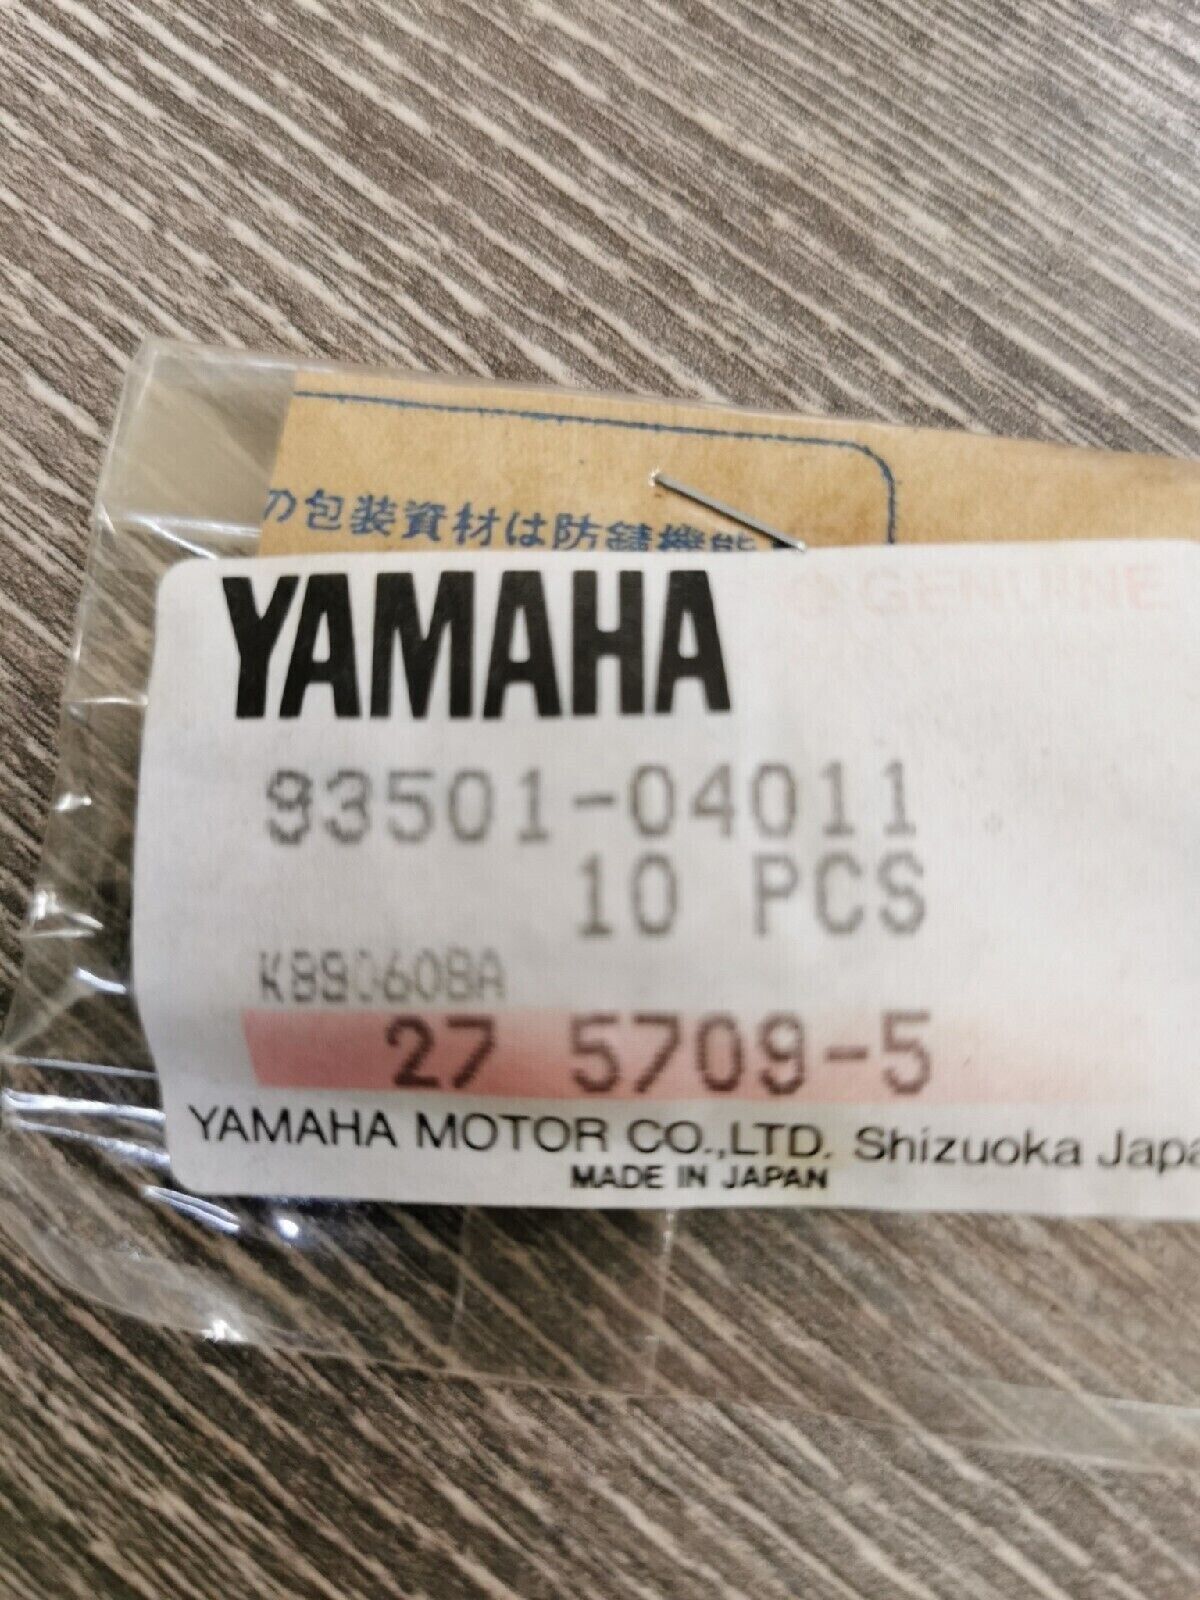 の包装資材は防錆機能
GENUINE
YAMAHA
93501-04011
10 PCS
K890608A
27 5709-5
YAMAHA MOTOR CO.,LTD. Shizuoka Japa
MADE IN JAPAN